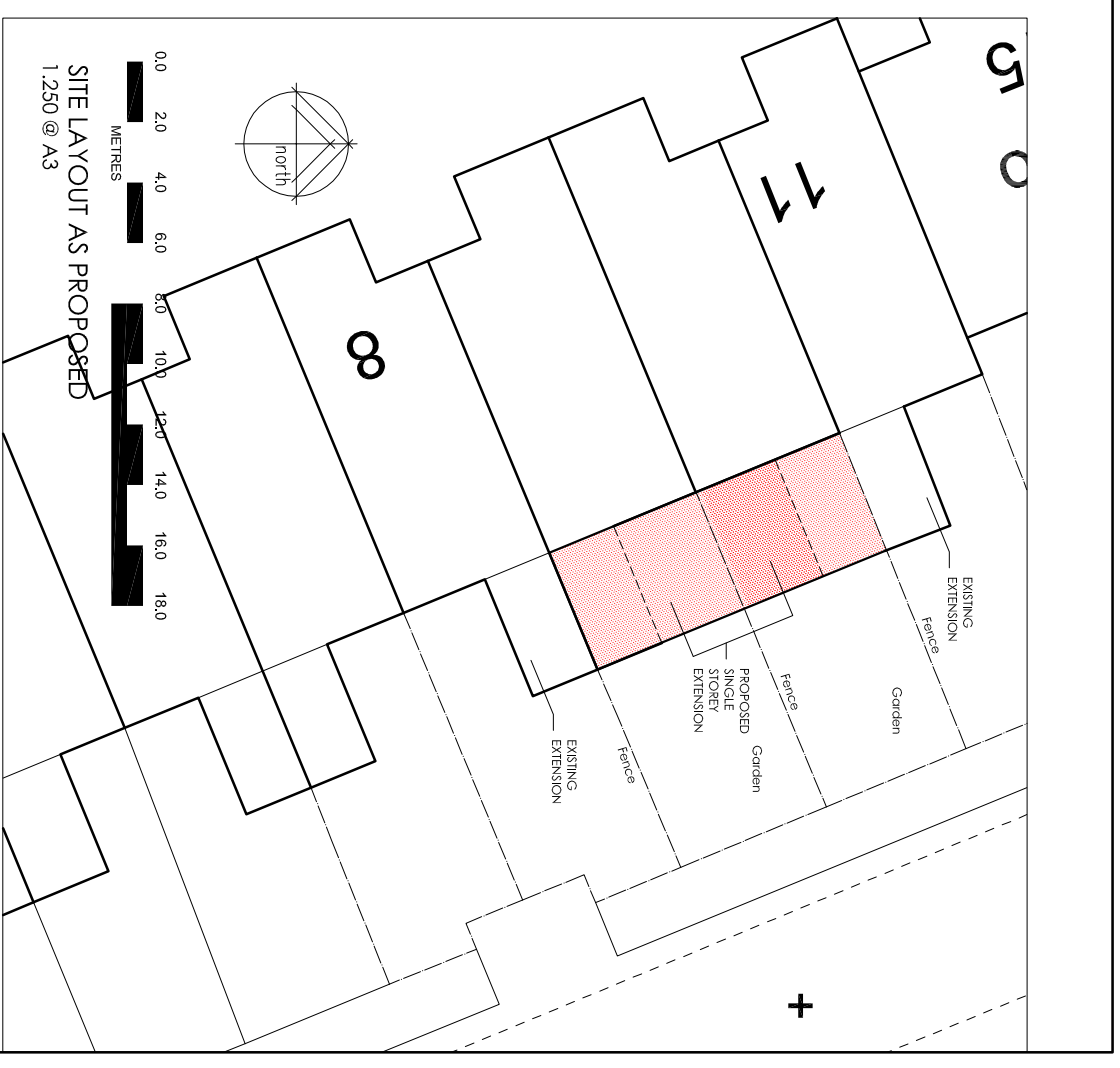 5
11
8
north
EXISTING
EXTENSION
Fence
Garden
Fence
PROPOSED
SINGLE
STOREY
EXTENSION
Garden
Fence
EXISTING
EXTENSION
0.0 2.0 4.0 6.0 8.0 10.0 12.0 14.0 16.0 18.0
METRES
SITE LAYOUT AS PROPOSED
1.250 @ A3